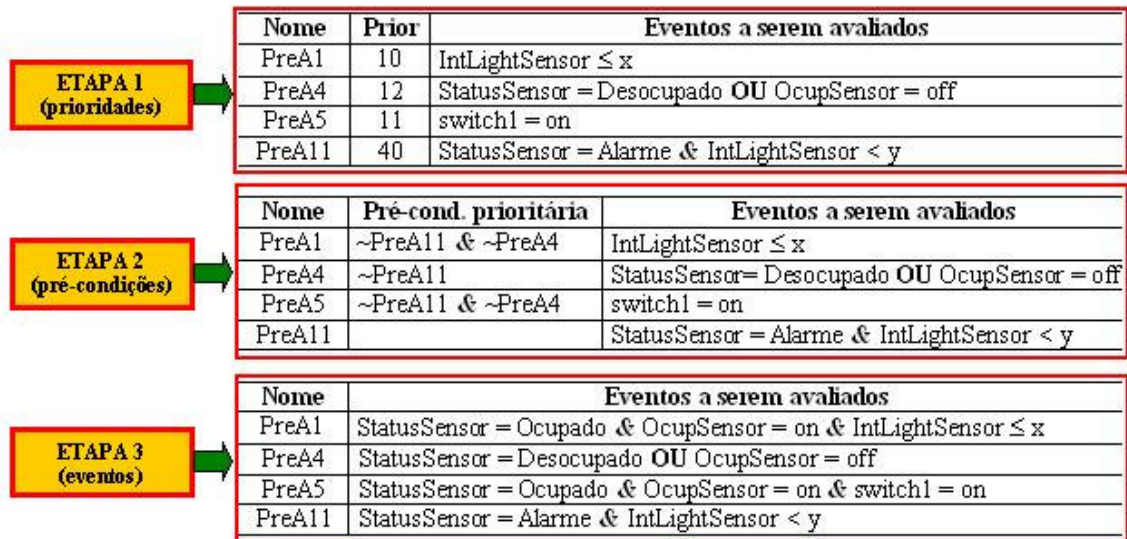 ETAPA 1
(prioridades)
Nome Prior Eventos a serem avaliados
PreA1 10 IntLightSensor ≤ x
PreA4 12 StatusSensor = Desocupado OU OcupSensor = off
PreA5 11 switch1 = on
PreA11 40 StatusSensor = Alarme & IntLightSensor < y
ETAPA 2
(pré-condições)
Nome Pré-cond. prioritária Eventos a serem avaliados
PreA1 ~PreA11 & ~PreA4 IntLightSensor ≤ x
PreA4 ~PreA11 StatusSensor= Desocupado OU OcupSensor = off
PreA5 ~PreA11 & ~PreA4 switch1 = on
PreA11 StatusSensor = Alarme & IntLightSensor < y
ETAPA 3
(eventos)
Nome Eventos a serem avaliados
PreA1 StatusSensor = Ocupado & OcupSensor = on & IntLightSensor ≤ x
PreA4 StatusSensor = Desocupado OU OcupSensor = off
PreA5 StatusSensor = Ocupado & OcupSensor = on & switch1 = on
PreA11 StatusSensor = Alarme & IntLightSensor < y